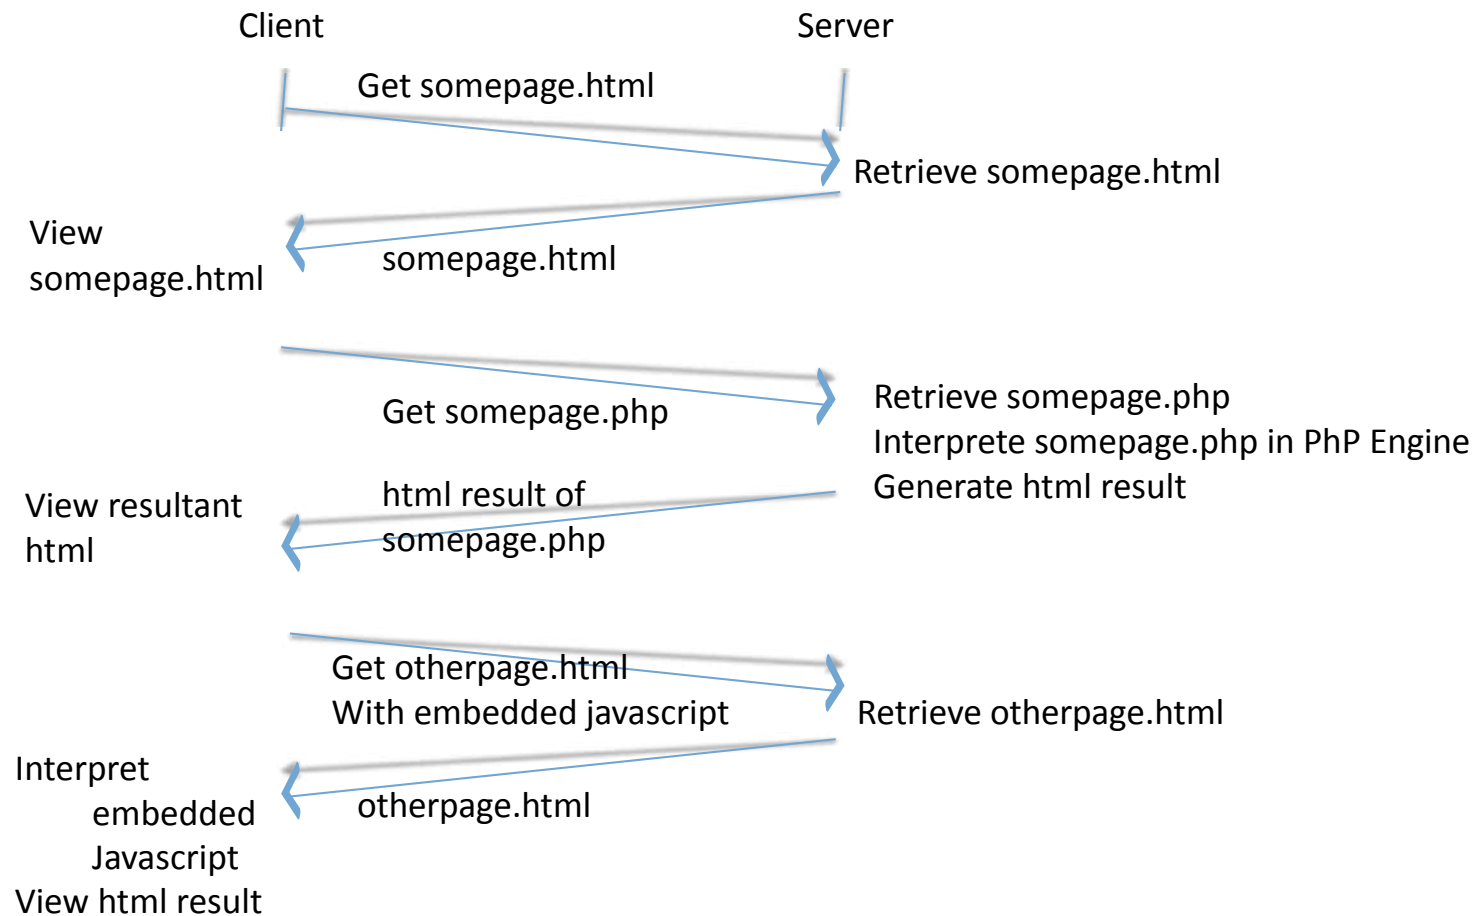 Client
Server
Get somepage.html
Retrieve somepage.html
View
somepage.html
somepage.html
Get somepage.php
Retrieve somepage.php
Interprete somepage.php in PhP Engine
Generate html result
html result of
somepage.php
View resultant
html
Get otherpage.html
With embedded javascript
Retrieve otherpage.html
otherpage.html
Interpret
embedded
Javascript
View html result